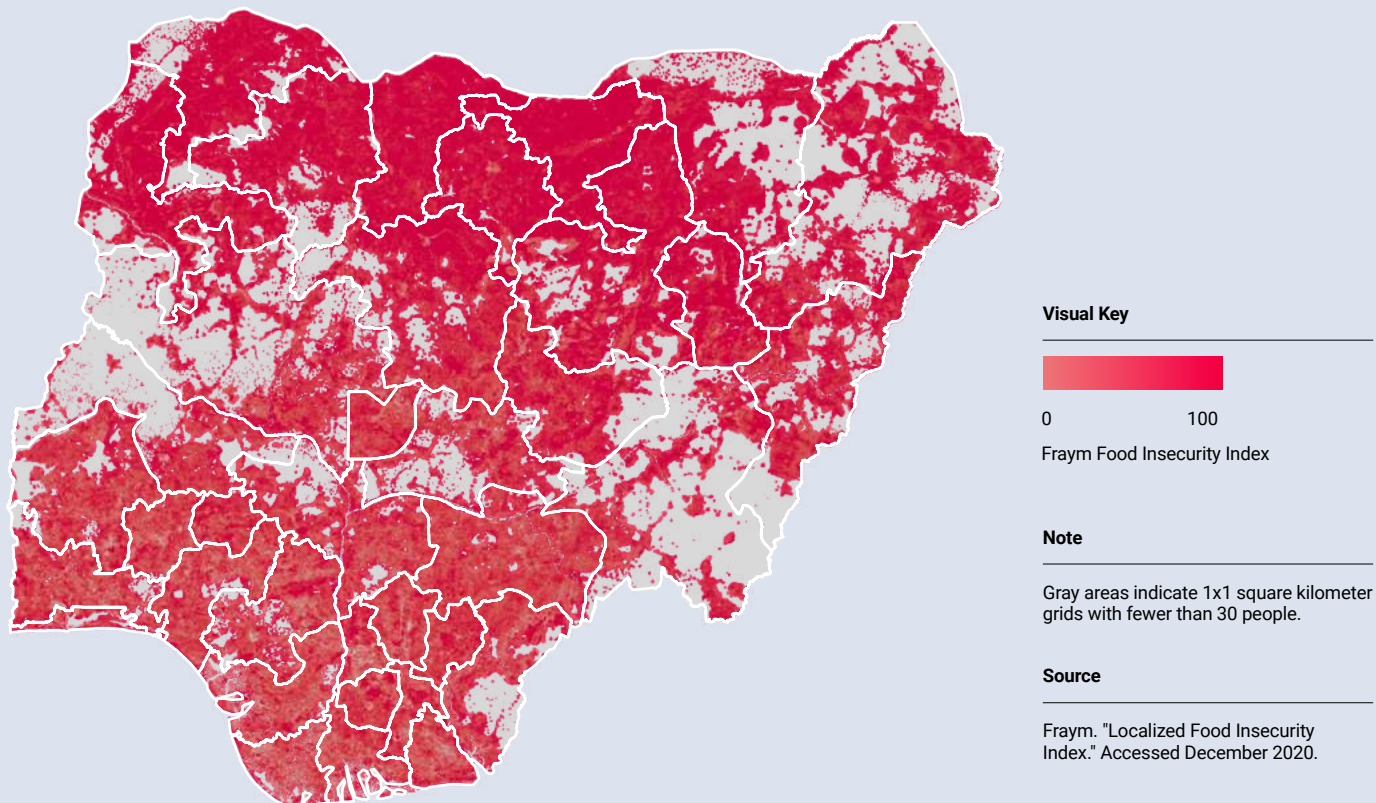 Visual Key
0 100
Fraym Food Insecurity Index
Note
Gray areas indicate 1x1 square kilometer
grids with fewer than 30 people.
Source
Fraym. "Localized Food Insecurity
Index." Accessed December 2020.